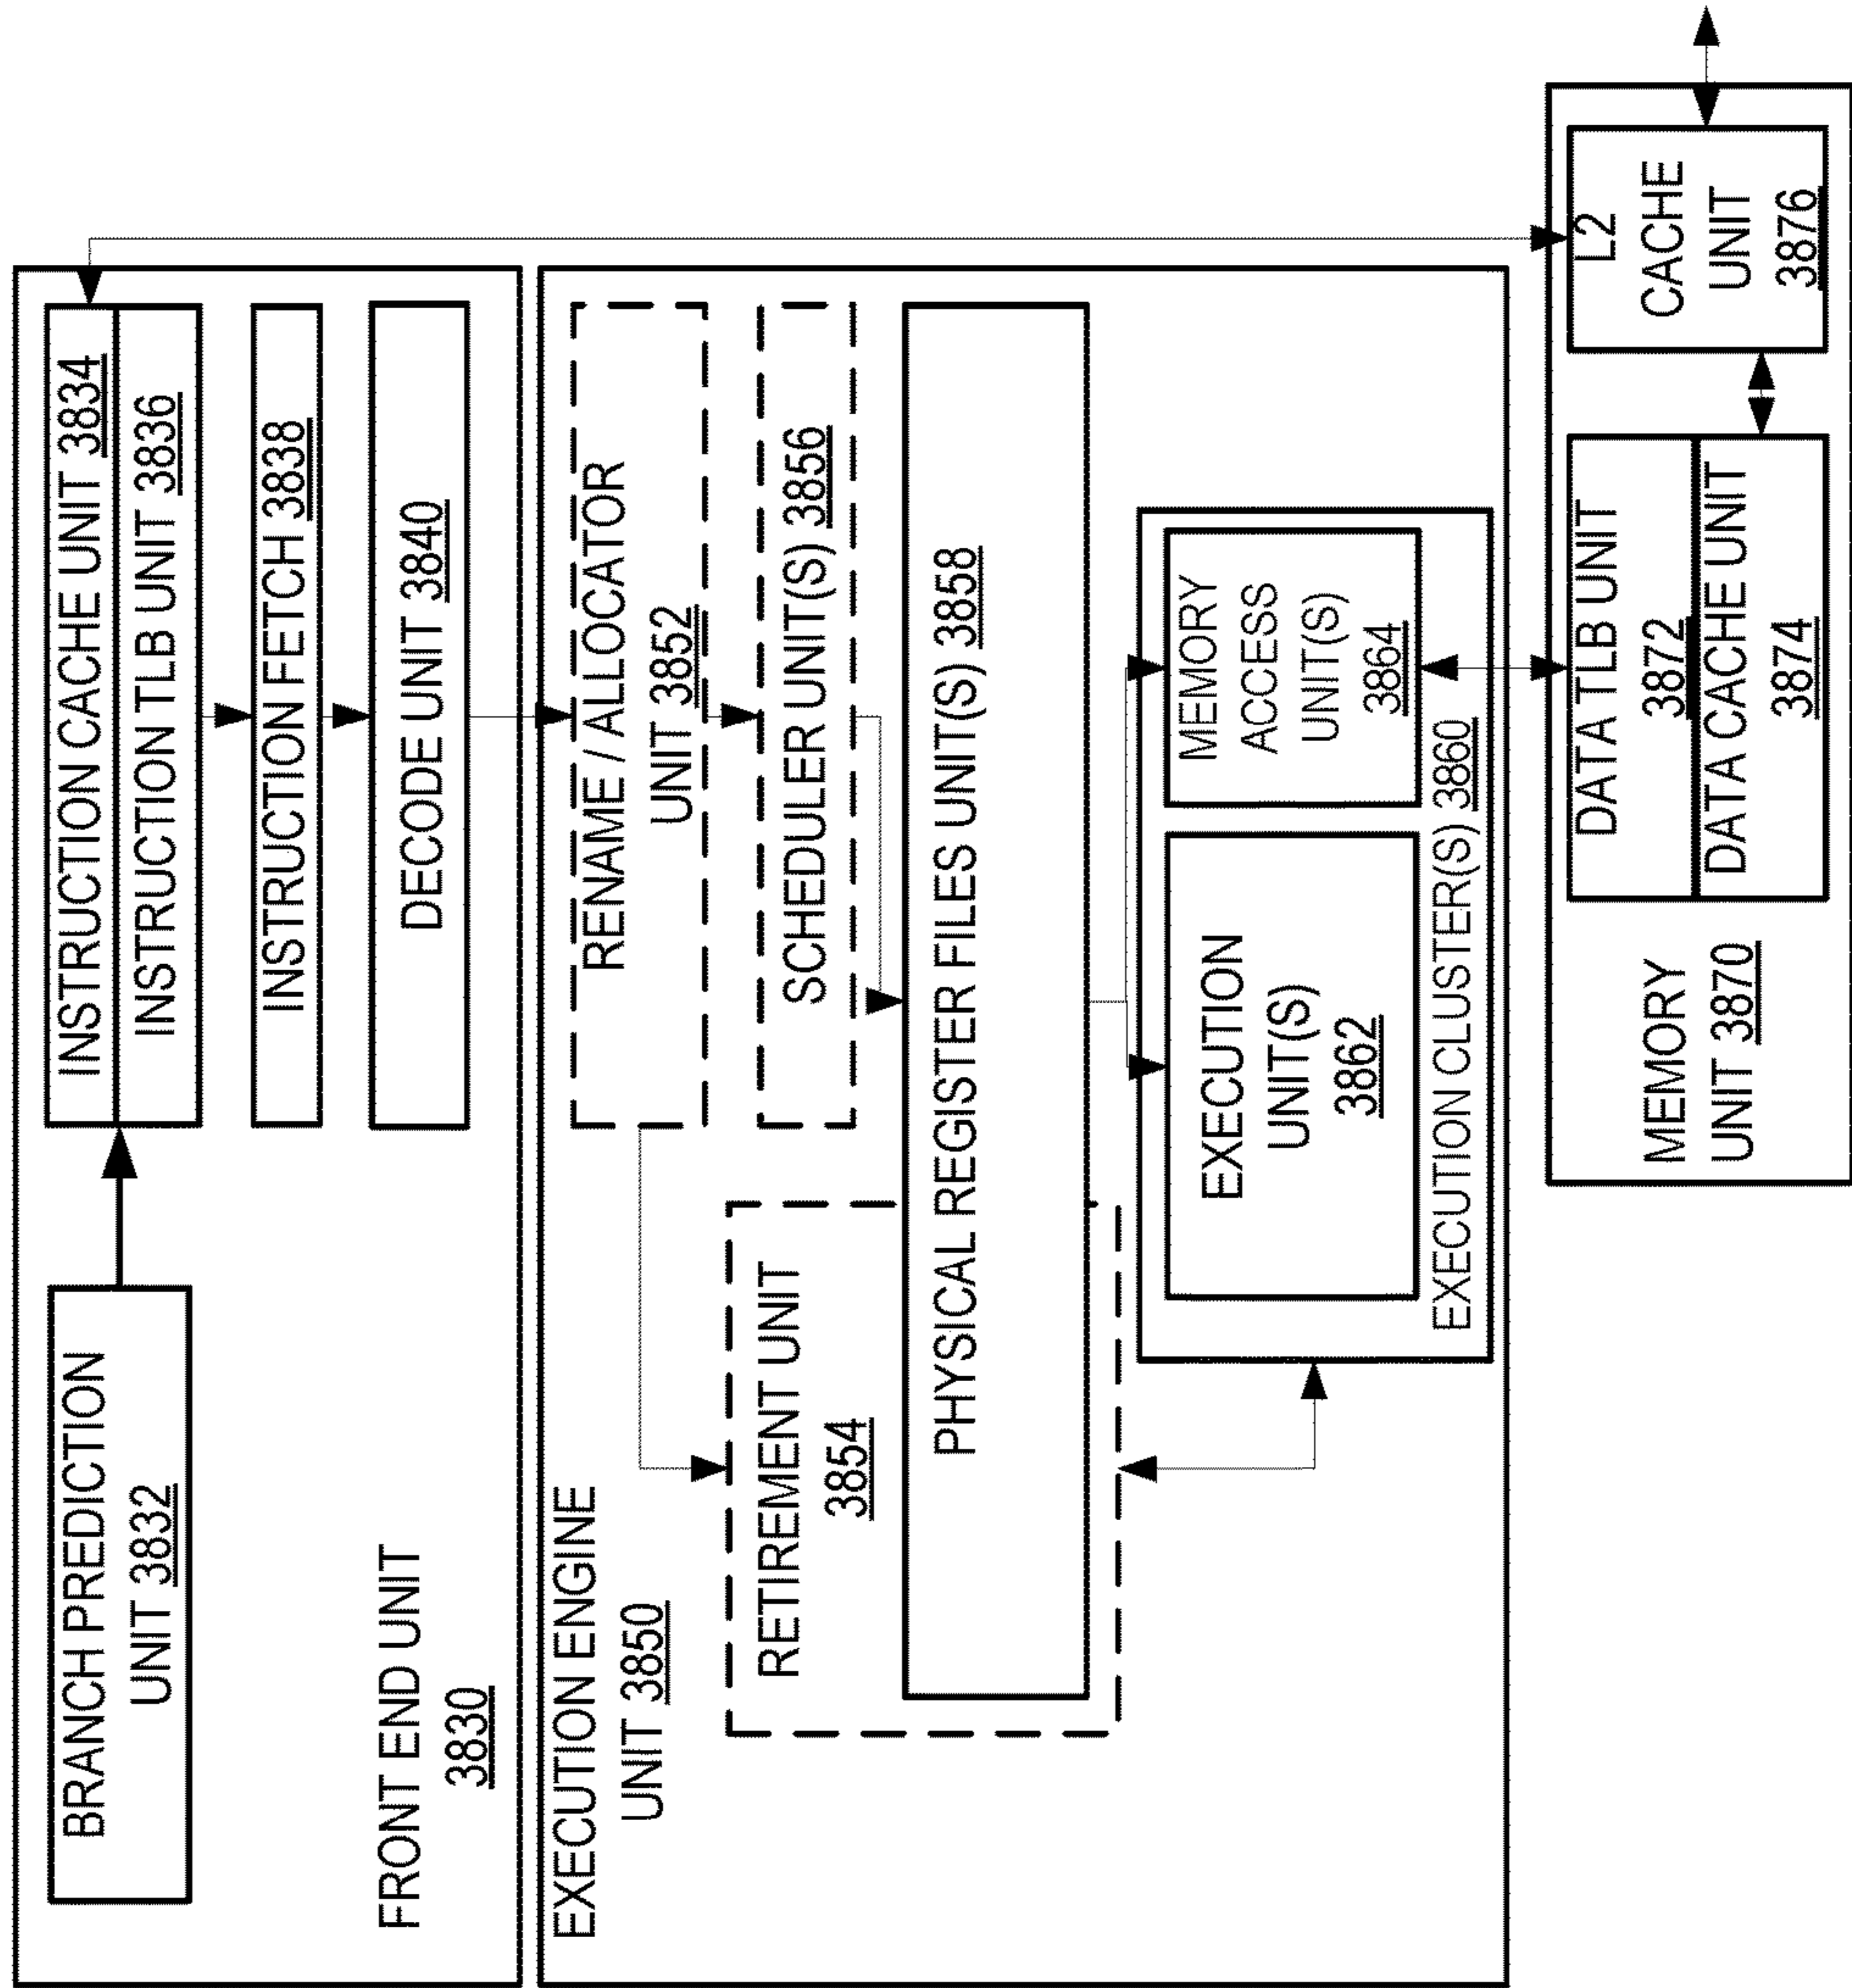 BRANCH PREDICTION
UNIT 3832
INSTRUCTION CACHE UNIT 3834
INSTRUCTION TLB UNIT 3836
INSTRUCTION FETCH 3838
DECODE UNIT 3840
FRONT END UNIT
3830
EXECUTION ENGINE
UNIT 3850
RENAME / ALLOCATOR
UNIT 3852
RETIREMENT UNIT
3854
SCHEDULER UNIT(S) 3856
PHYSICAL REGISTER FILES UNIT(S) 3858
EXECUTION
UNIT(S)
3862
MEMORY
ACCESS
UNIT(S)
3864
EXECUTION CLUSTER(S) 3860
MEMORY
UNIT 3870
DATA TLB UNIT
3872
DATA CACHE UNIT
3874
L2
CACHE
UNIT
3876